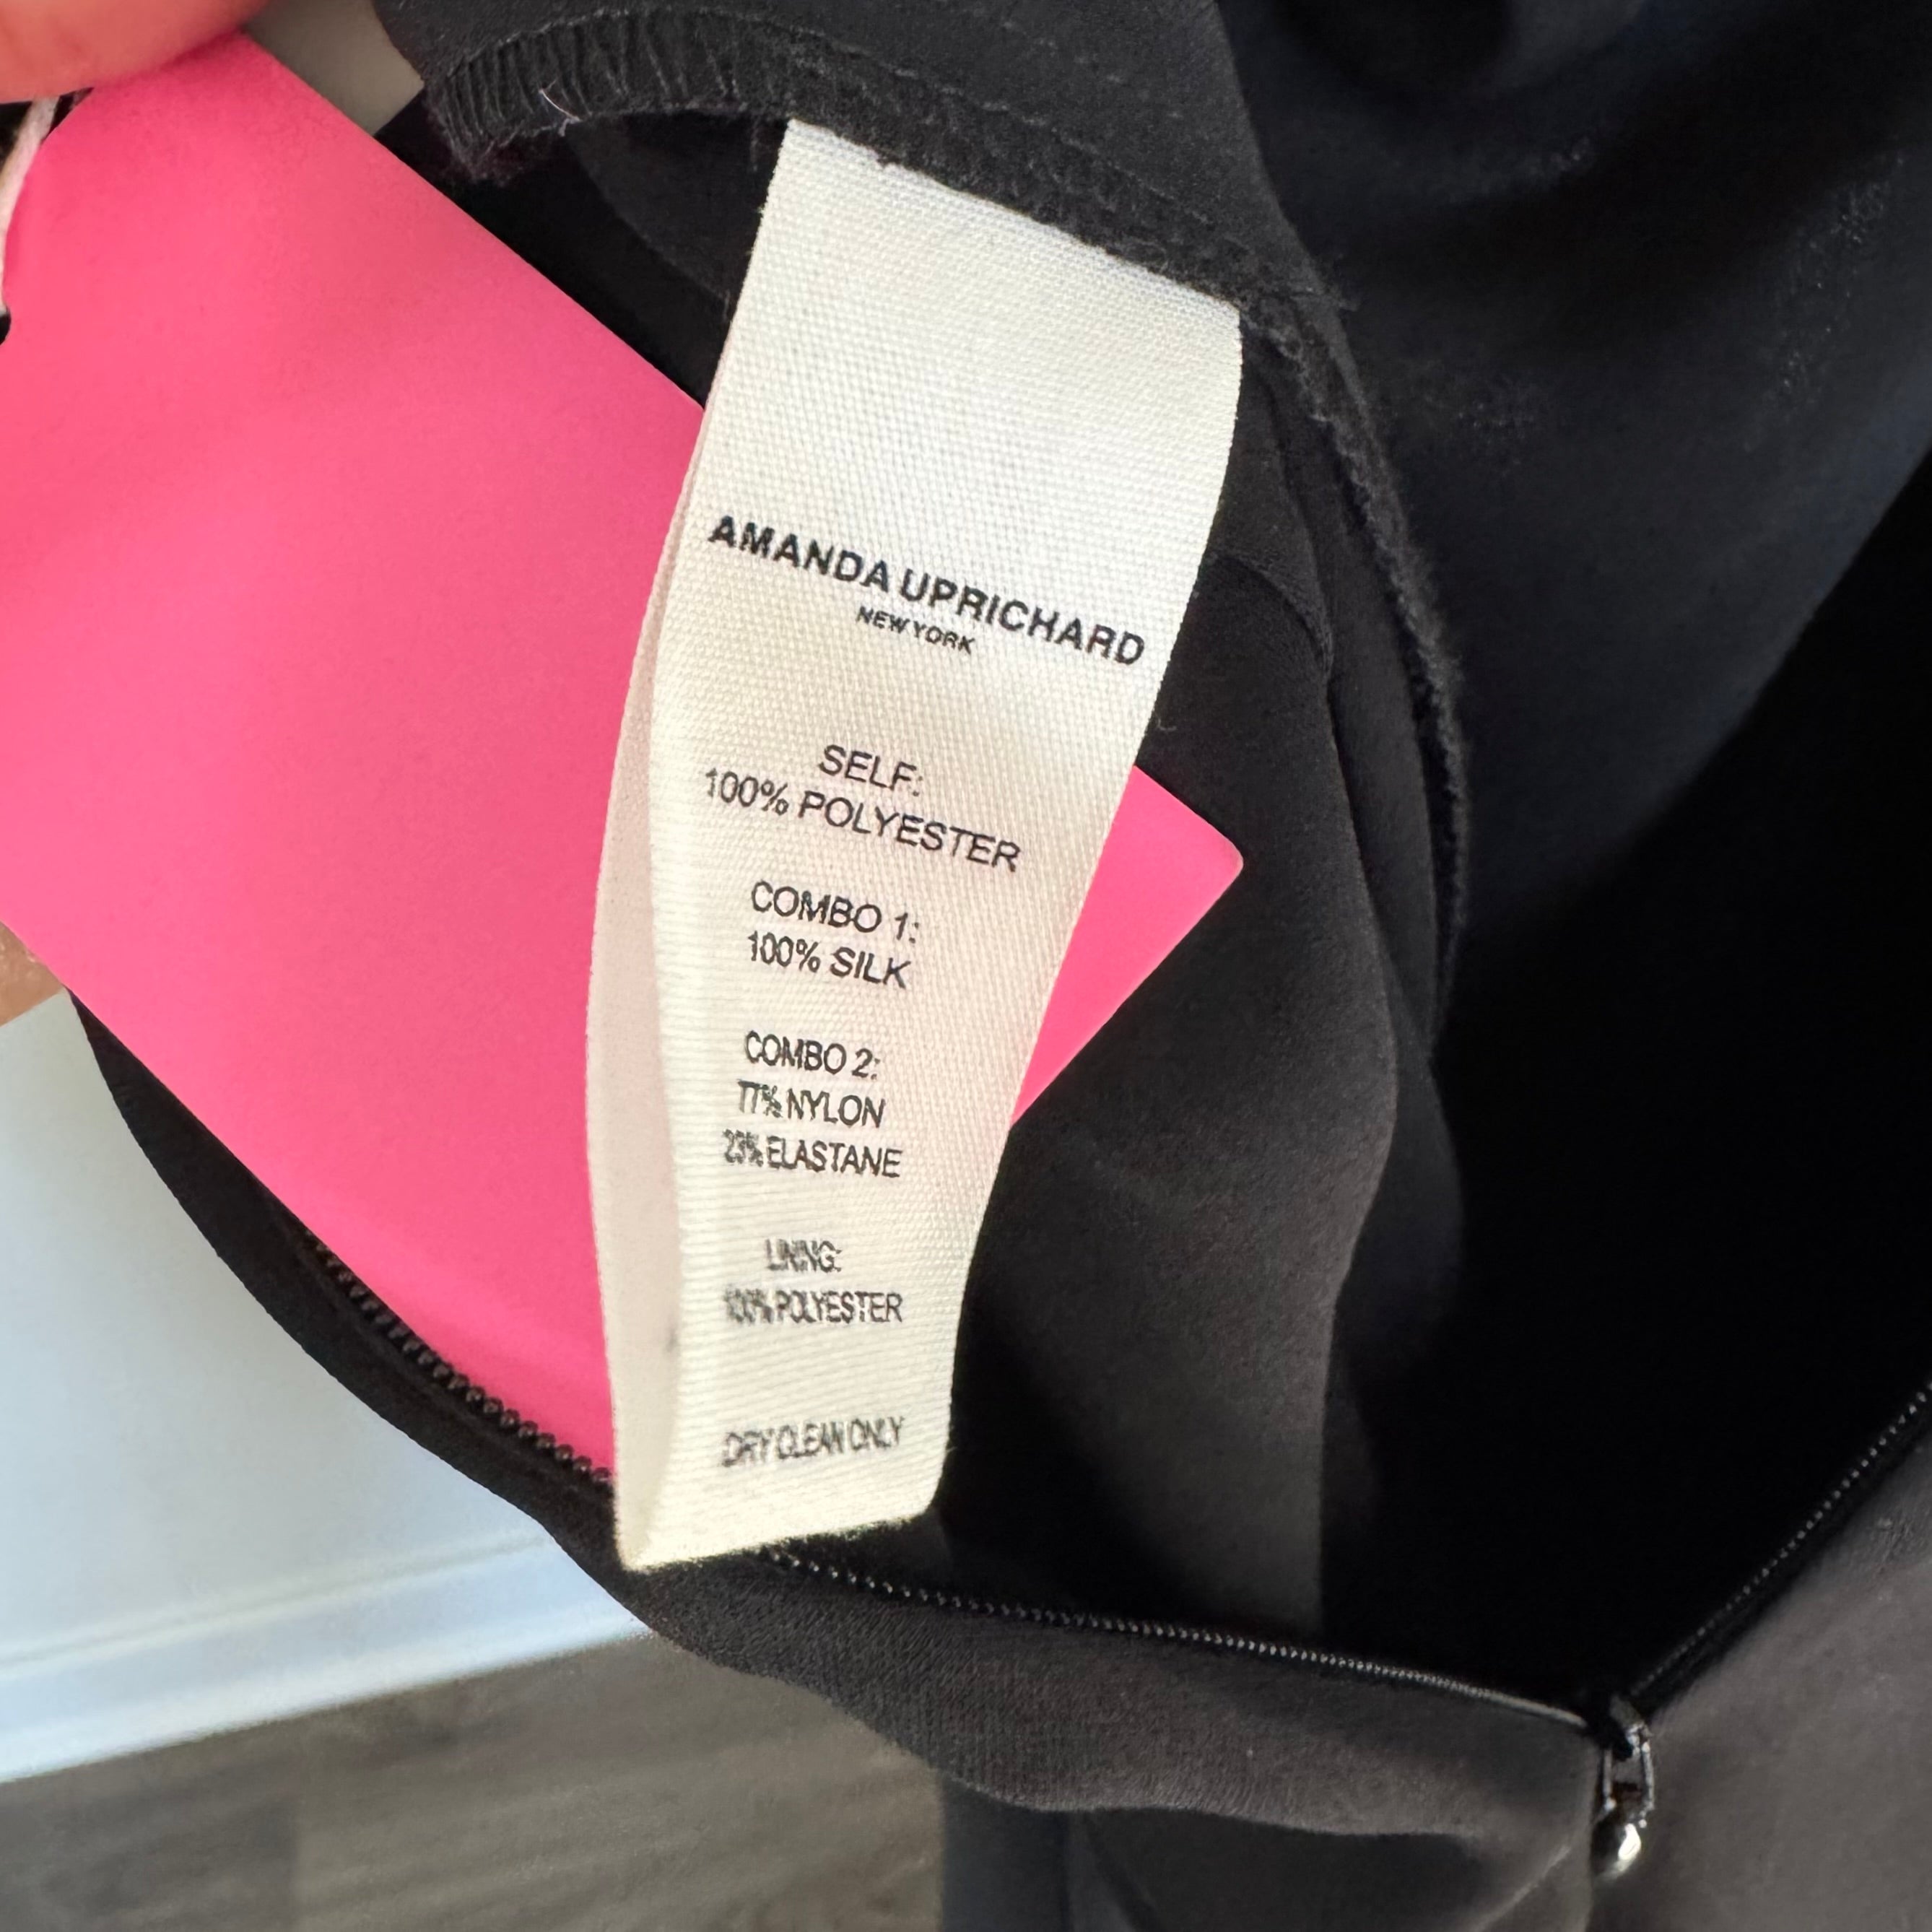 AMANDA UPRICHARD
NEW YORK
SELF:
100% POLYESTER
COMBO 1:
100% SILK
COMBO 2:
77% NYLON
23% ELASTANE
LINING:
100% POLYESTER
DRY CLEAN ONLY